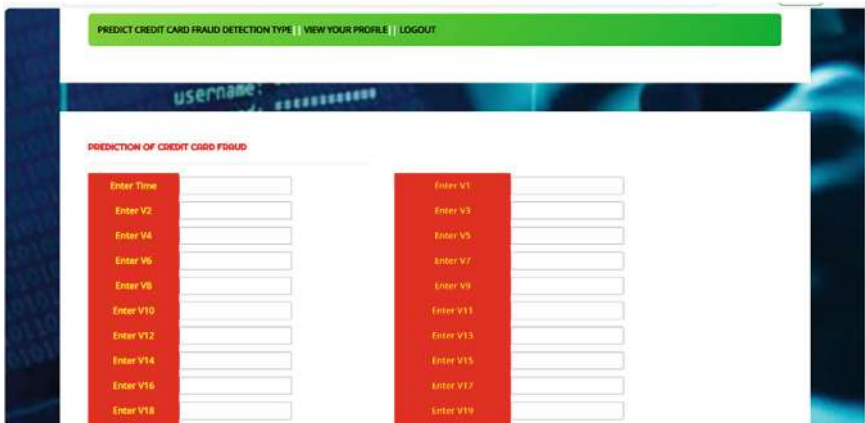 PREDICT CREDIT CARD FRAUD DETECTION TYPE || VIEW YOUR PROFILE || LOGOUT
username:
***********
PREDICTION OF CREDIT CARD FRAUD
Enter Time Enter V1
Enter V2 Enter V3
Enter V4 Enter V5
Enter V6 Enter V7
Enter V8 Enter V9
Enter V10 Enter V11
Enter V12 Enter V13
Enter V14 Enter V15
Enter V16 Enter V17
Enter V18 Enter V19